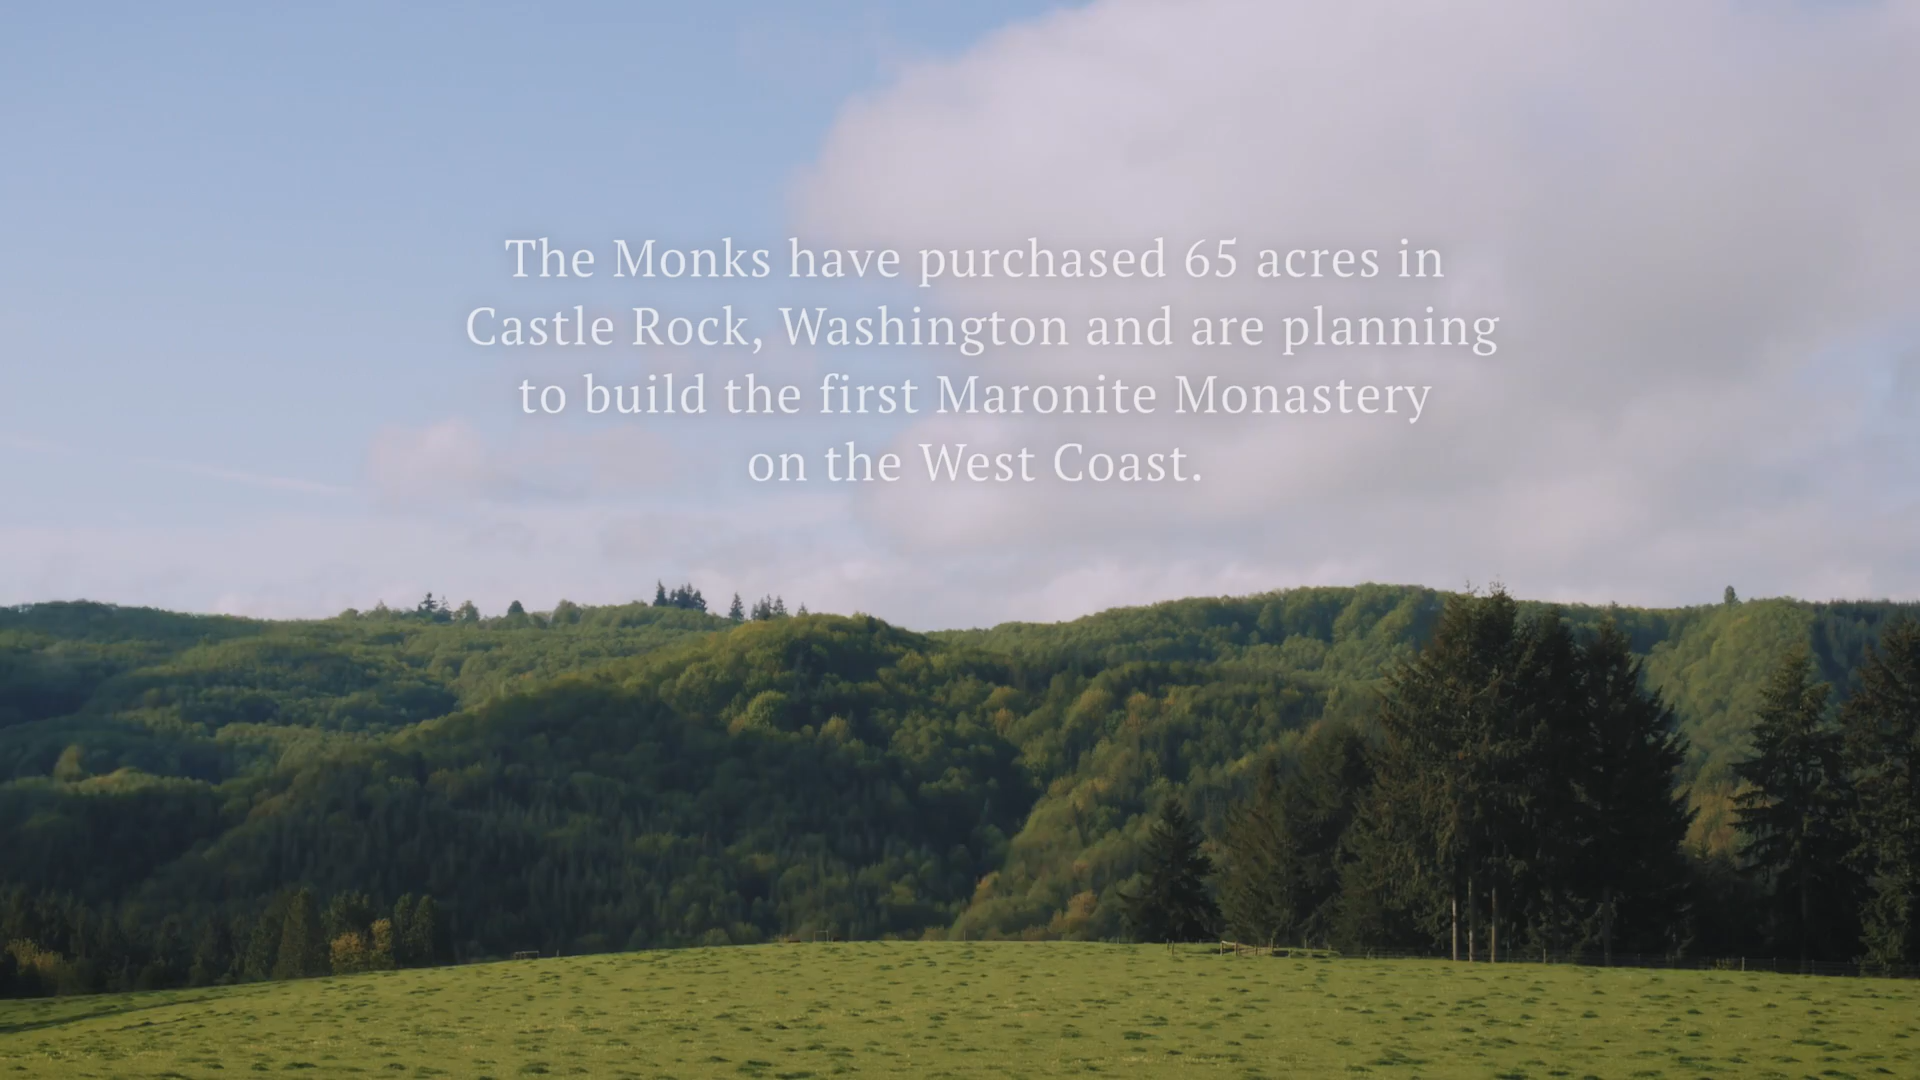 The Monks have purchased 65 acres in
Castle Rock, Washington and are planning
to build the first Maronite Monastery
on the West Coast.